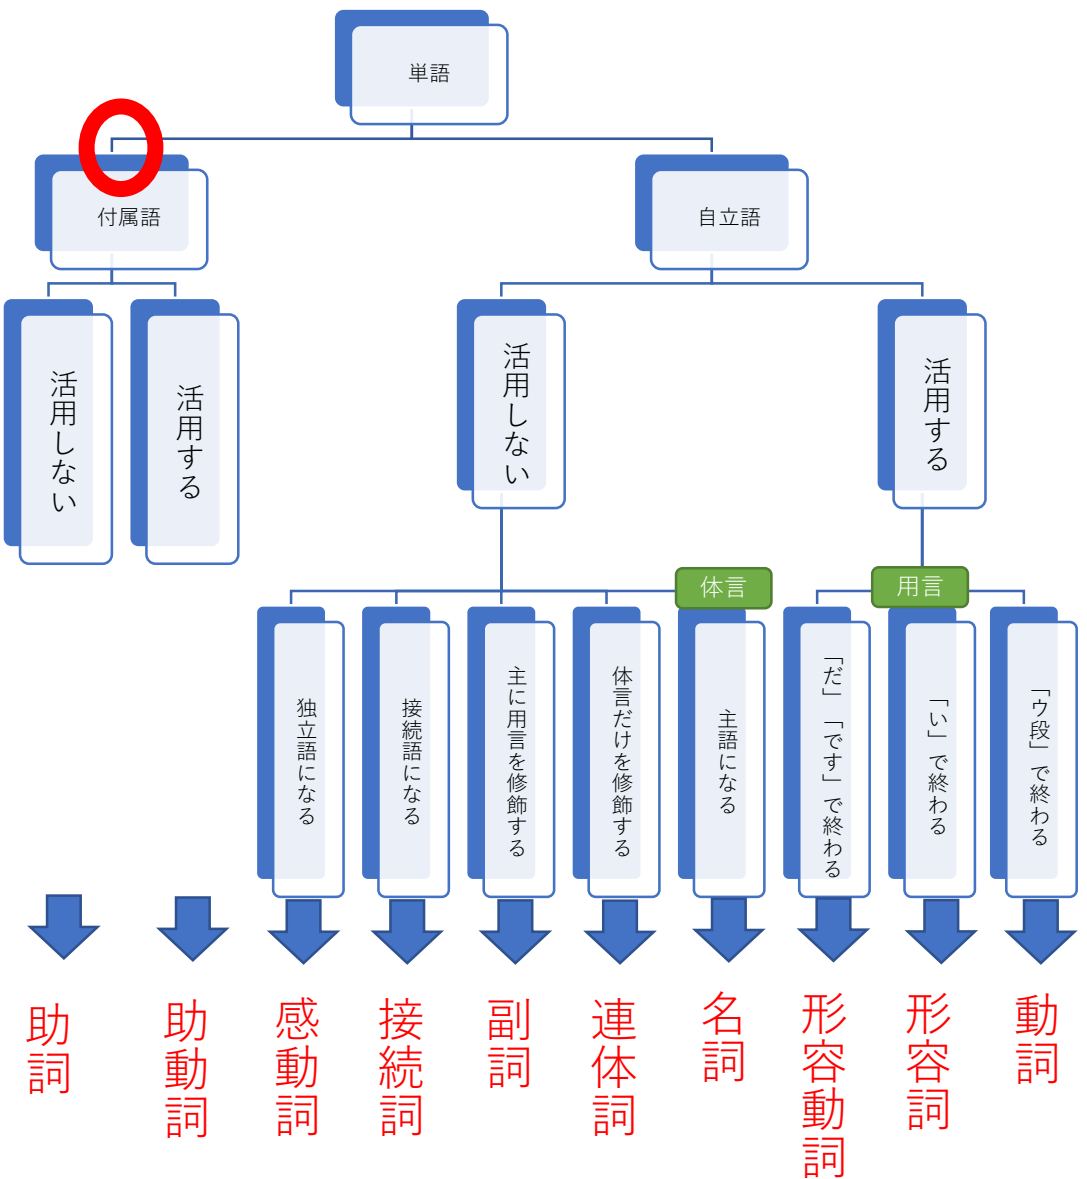 単語
付属語
自立語
活用しない
活用する
活用しない
活用する
体言
用言
独立語になる
接続語になる
主に用言を修飾する
体言だけを修飾する
主語になる
「だ」「です」で終わる
「い」で終わる
「ウ段」で終わる
助詞
助動詞
感動詞
接続詞
副詞
連体詞
名詞
形容動詞
形容詞
動詞